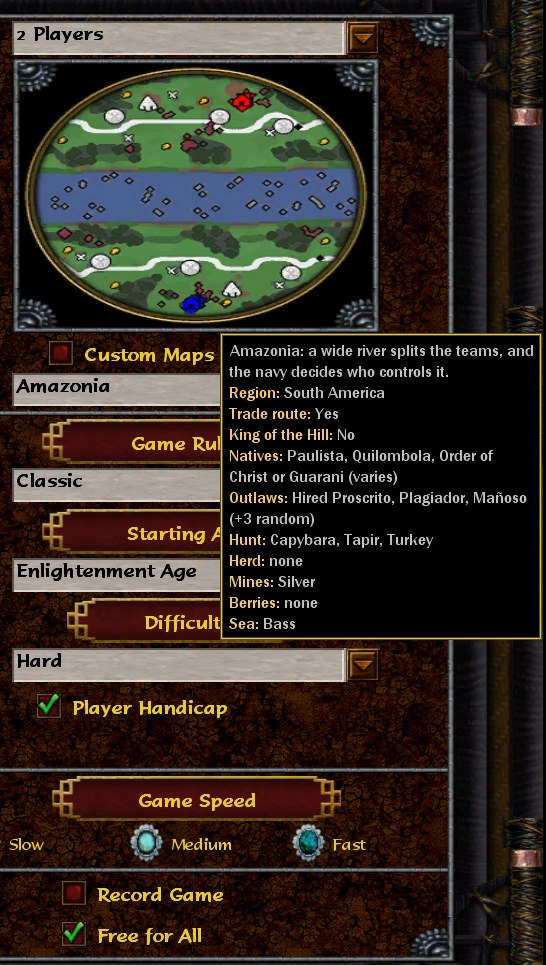 2 Players
Custom Maps
Amazonia
Game Rul
Classic
Starting A
Enlightenment Age
Difficult
Hard
Player Handicap
Game Speed
Slow
Medium
Fast
Record Game
Free for All
Amazonia: a wide river splits the teams, and
the navy decides who controls it.
Region: South America
Trade route: Yes
King of the Hill: No
Natives: Paulista, Quilombola, Order of
Christ or Guarani (varies)
Outlaws: Hired Proscrito, Plagiador, Mañoso
(+3 random)
Hunt: Capybara, Tapir, Turkey
Herd: none
Mines: Silver
Berries: none
Sea: Bass